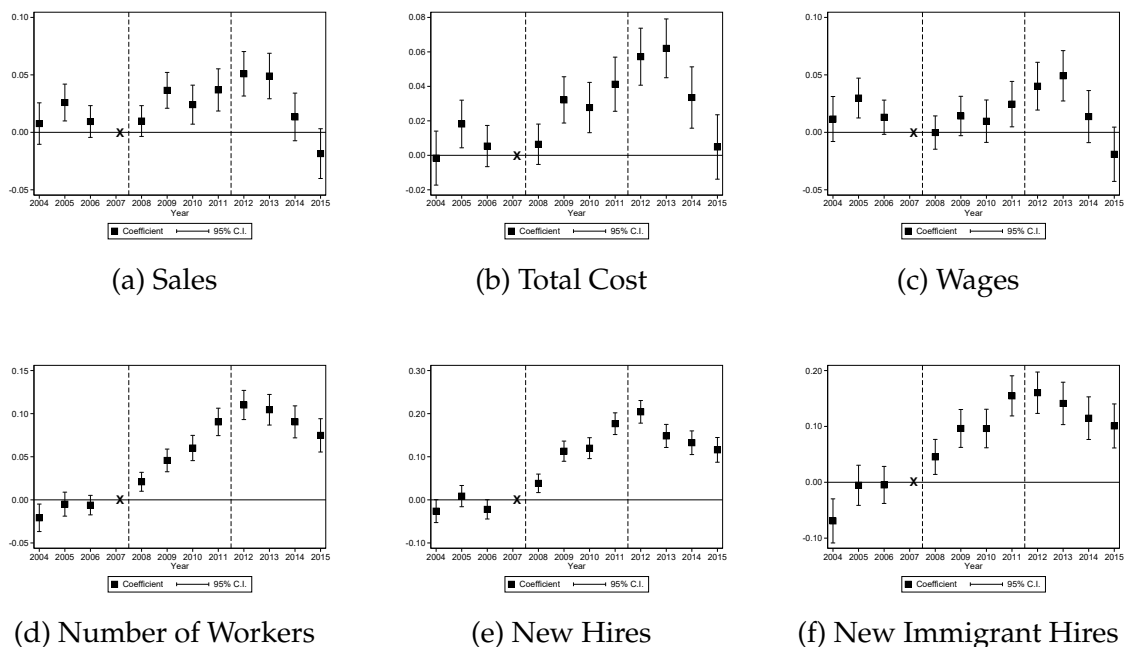 0.10
0.05
0.00
-0.05
X
2004 2005 2006 2007 2008 2009 2010 2011 2012 2013 2014 2015
Year
Coefficient 95% C.I.
(a) Sales
0.08
0.06
0.04
0.02
0.00
-0.02
X
2004 2005 2006 2007 2008 2009 2010 2011 2012 2013 2014 2015
Year
Coefficient 95% C.I.
(b) Total Cost
0.10
0.05
0.00
-0.05
X
2004 2005 2006 2007 2008 2009 2010 2011 2012 2013 2014 2015
Year
Coefficient 95% C.I.
(c) Wages
0.15
0.10
0.05
0.00
-0.05
X
2004 2005 2006 2007 2008 2009 2010 2011 2012 2013 2014 2015
Year
Coefficient 95% C.I.
(d) Number of Workers
0.30
0.20
0.10
0.00
-0.10
X
2004 2005 2006 2007 2008 2009 2010 2011 2012 2013 2014 2015
Year
Coefficient 95% C.I.
(e) New Hires
0.20
0.10
0.00
-0.10
X
2004 2005 2006 2007 2008 2009 2010 2011 2012 2013 2014 2015
Year
Coefficient 95% C.I.
(f) New Immigrant Hires